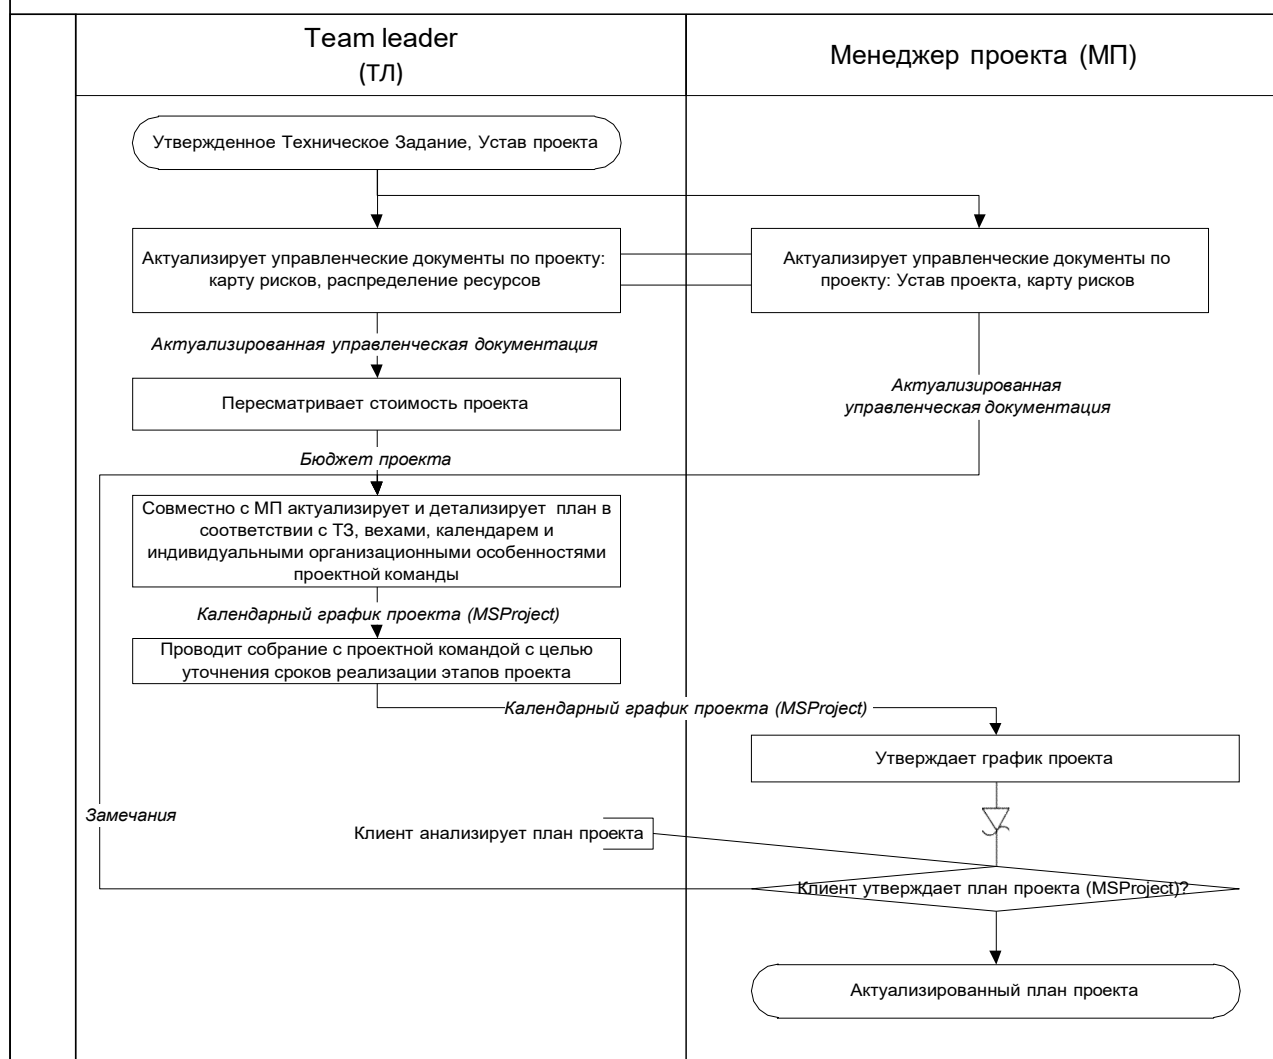 Team leader
(ТЛ)
Менеджер проекта (МП)
Утвержденное Техническое Задание, Устав проекта
Актуализирует управленческие документы по проекту:
карту рисков, распределение ресурсов
Актуализирует управленческие документы по
проекту: Устав проекта, карту рисков
Актуализированная управленческая документация
Актуализированная
управленческая документация
Пересматривает стоимость проекта
Бюджет проекта
Совместно с МП актуализирует и детализирует план в
соответствии с ТЗ, вехами, календарем и
индивидуальными организационными особенностями
проектной команды
Календарный график проекта (MSProject)
Проводит собрание с проектной командой с целью
уточнения сроков реализации этапов проекта
Календарный график проекта (MSProject)
Утверждает график проекта
Замечания
Клиент анализирует план проекта
Клиент утверждает план проекта (MSProject)?
Актуализированный план проекта